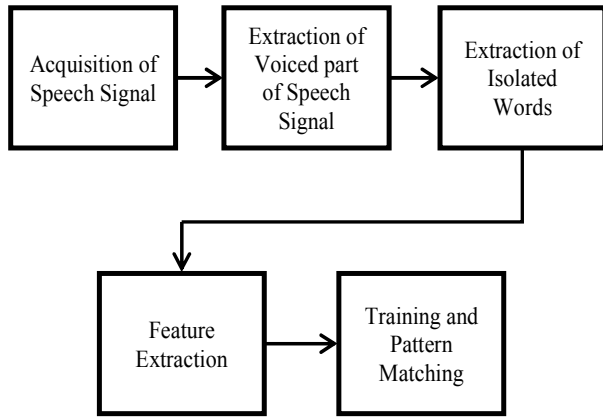 Acquisition of
Speech Signal
Extraction of
Voiced part
of Speech
Signal
Extraction of
Isolated
Words
Feature
Extraction
Training and
Pattern
Matching